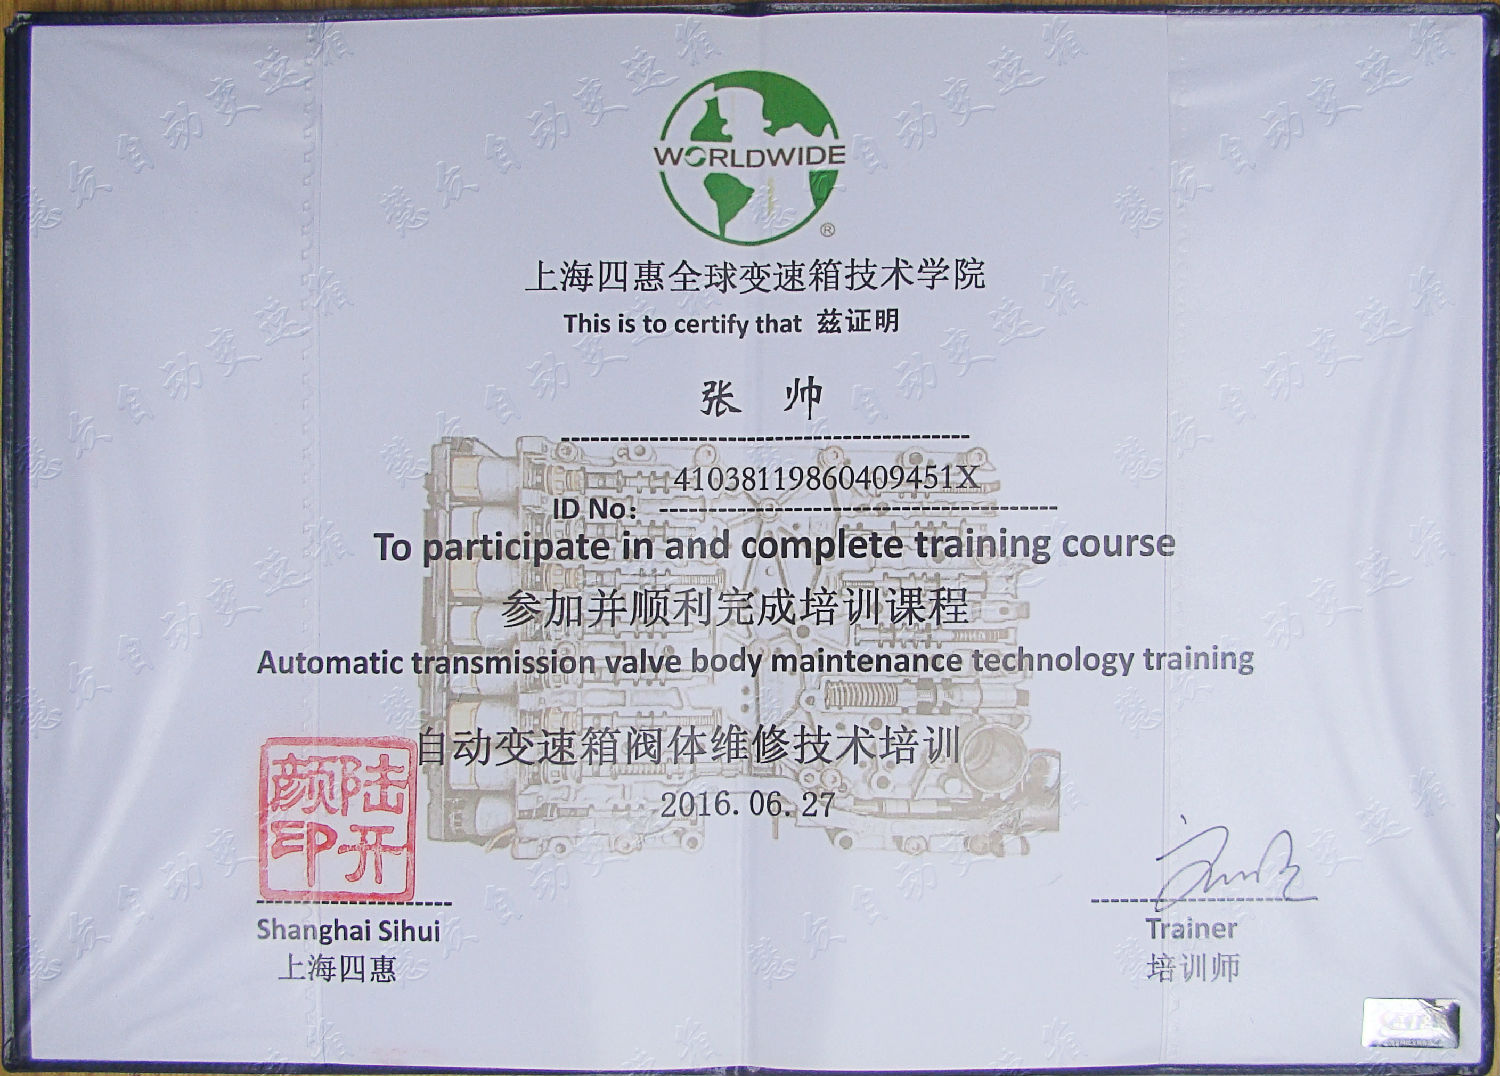 WORLDWIDE
®
上海四惠全球变速箱技术学院
This is to certify that 兹证明
张 帅
41038119860409451X
ID No:
To participate in and complete training course
参加并顺利完成培训课程
Automatic transmission valve body maintenance technology training
自动变速箱阀体维修技术培训
2016.06.27
颜陆
印开
Shanghai Sihui
上海四惠
Trainer
培训师